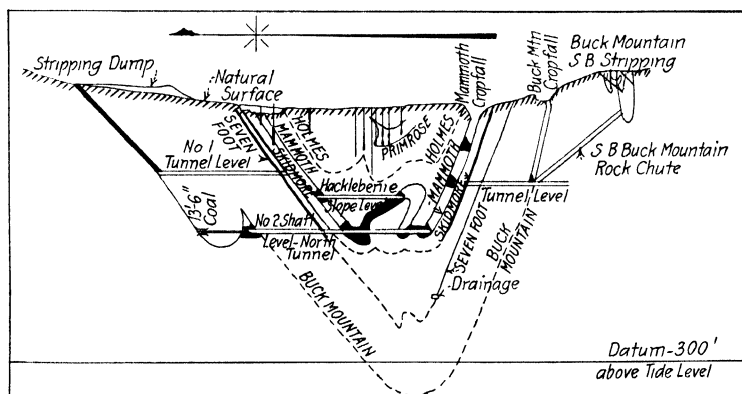 Stripping Dump
Natural
Surface
Mammoth
Cropfall
Buck Mtn
Cropfall
Buck Mountain
S B Stripping
SEVEN
FOOT
SKIDMORE
MAMMOTH
HOLMES
PRIMROSE
HOLMES
MAMMOTH
SKIDMORE
No 1
Tunnel Level
Hacklebernie
Slope Level
S B Buck Mountain
Rock Chute
Tunnel Level
13'-6"
Coal
No 2 Shaft
Level-North
Tunnel
SEVEN FOOT
BUCK
MOUNTAIN
Drainage
BUCK MOUNTAIN
Datum-300'
above Tide Level